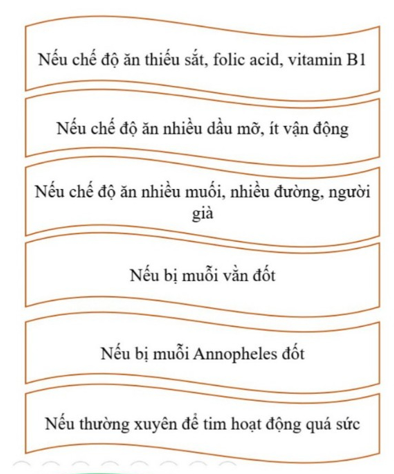 Nếu chế độ ăn thiếu sắt, folic acid, vitamin B1
Nếu chế độ ăn nhiều dầu mỡ, ít vận động
Nếu chế độ ăn nhiều muối, nhiều đường, người
già
Nếu bị muỗi vằn đốt
Nếu bị muỗi Annopheles đốt
Nếu thường xuyên để tim hoạt động quá sức